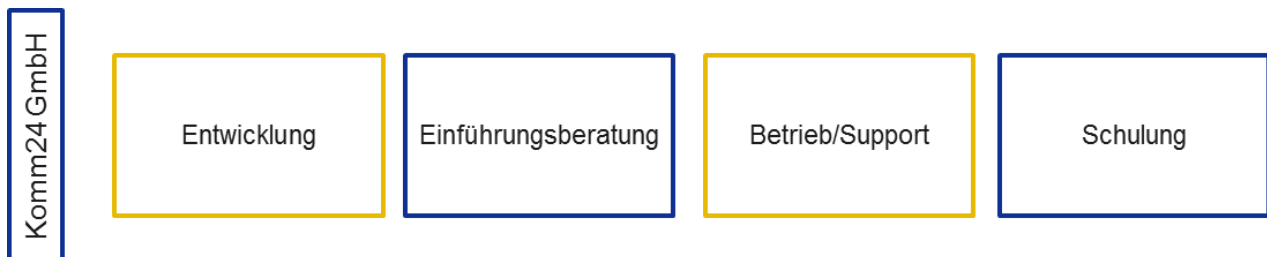 Komm24 GmbH
Entwicklung
Einführungsberatung
Betrieb/Support
Schulung